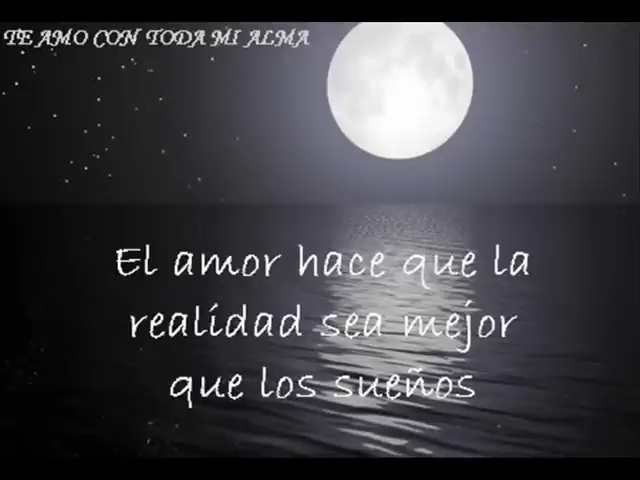 TE AMO CON TODA MI ALMA
El amor hace que la
realidad sea mejor
que los sueños